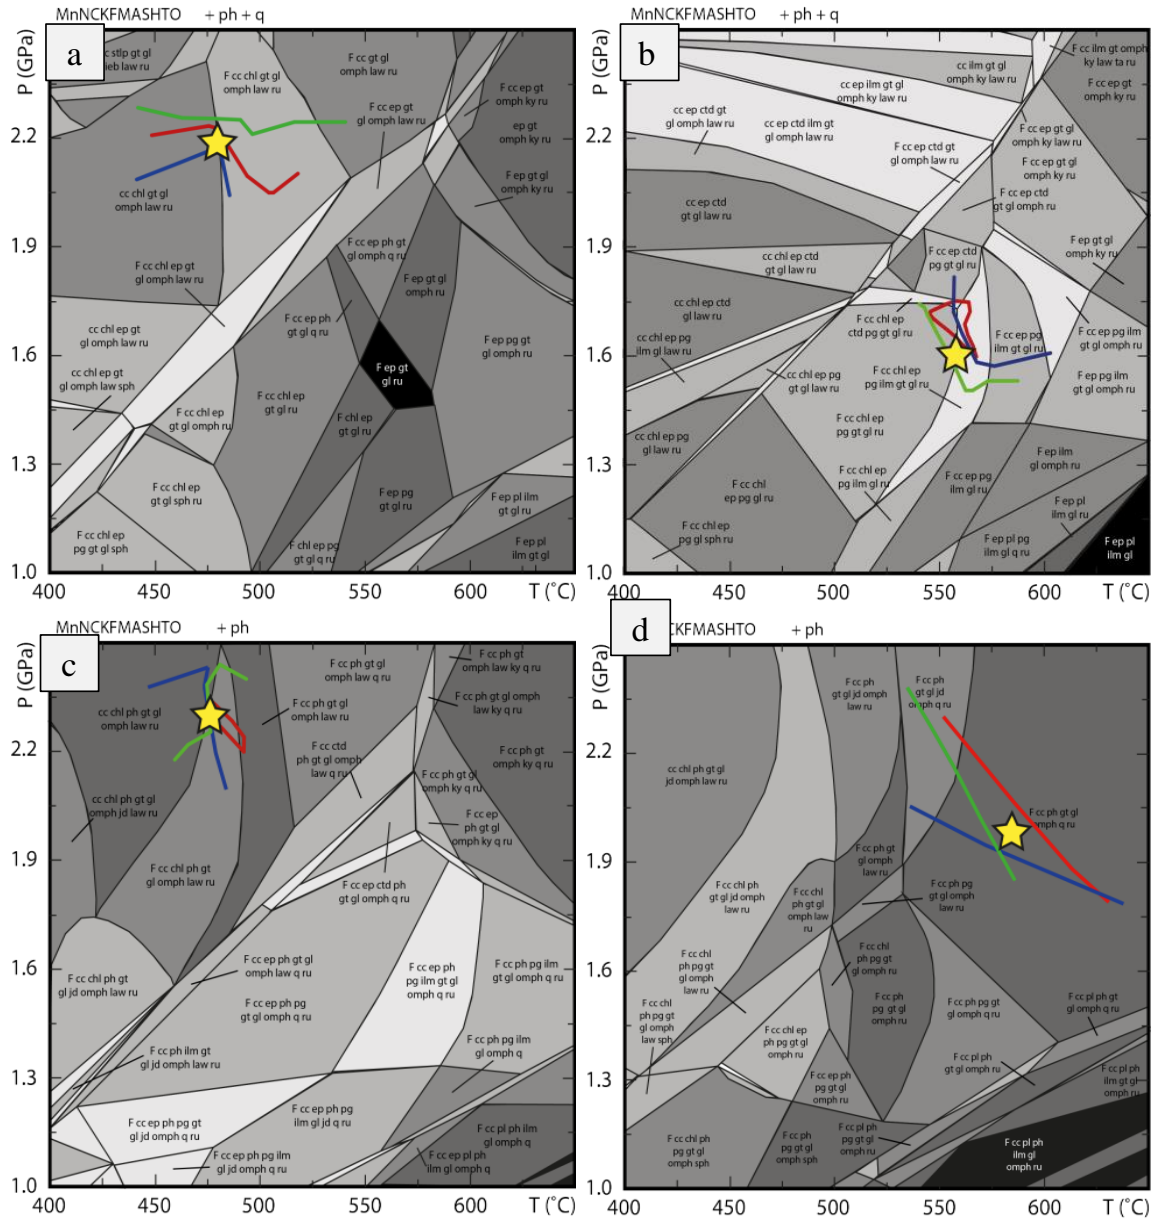 MnNCKFMASHTO + ph + q
a
P (GPa)
2.2
1.9
1.6
1.3
1.0
400 450 500 550 600 T (°C)
c stlp gt gl
ieb law ru
F cc chl gt gl
omph law ru
F cc gt gl
omph law ru
F cc ep gt
gl omph law ru
F cc ep gt
omph ky ru
ep gt
omph ky ru
F ep gt gl
omph ky ru
cc chl gt gl
omph law ru
F cc chl ep gt
gl omph law ru
F cc ep ph gt
gl omph q ru
F ep gt gl
omph ru
cc chl ep gt
gl omph law ru
F cc ep ph
gt gl q ru
F ep pg gt gl
omph ru
cc chl ep gt
gl omph law sph
F ep gt
gl ru
F cc chl ep
gt gl omph ru
F cc chl ep
gt gl ru
F chl ep
gt gl ru
F cc chl ep
gt gl sph ru
F ep pg
gt gl ru
F ep pl ilm
gt gl ru
F cc chl ep
pg gt gl sph
F chl ep pg
gt gl q ru
F ep pl
ilm gt gl
MnNCKFMASHTO + ph + q
b
P (GPa)
2.2
1.9
1.6
1.3
1.0
400 450 500 550 600 T (°C)
F cc ilm gt omph
ky law ta ru
cc ilm gt gl
omph ky law ru
cc ep ilm gt gl
omph ky law ru
F cc ep gt
omph ky ru
cc ep ctd gt
gl omph law ru
cc ep ctd ilm gt
gl omph law ru
F cc ep gt gl
omph ky law ru
F cc ep ctd gt
gl omph law ru
F cc ep gt gl
omph ky ru
F cc ep ctd
gt gl omph ru
cc ep ctd
gt gl law ru
F ep gt gl
omph ky ru
cc chl ep ctd
gt gl law ru
F cc ep ctd
pg gt gl ru
cc chl ep ctd
gl law ru
F cc chl ep
ctd pg gt gl ru
F cc ep pg
ilm gt gl ru
F cc ep pg ilm
gt gl omph ru
cc chl ep pg
ilm gl law ru
cc chl ep pg
gt gl law ru
F cc chl ep
pg ilm gt gl ru
F ep pg ilm
gt gl omph ru
F cc chl ep
pg gt gl ru
cc chl ep pg
gl law ru
F ep ilm
gl omph ru
F cc chl ep
pg ilm gl ru
F cc ep pg
ilm gl ru
F cc chl
ep pg gl ru
F ep pl
ilm gl ru
F cc chl ep
pg gl sph ru
F ep pl pg
ilm gl q ru
F ep pl
ilm gl
MnNCKFMASHTO + ph
c
P (GPa)
2.2
1.9
1.6
1.3
1.0
400 450 500 550 600 T (°C)
F cc ph gt gl
omph law q ru
F cc ph gt
omph law ky q ru
F cc ph gt gl omph
law ky q ru
cc chl ph gt gl
omph law ru
F cc ph gt gl
omph law ru
F cc ctd
ph gt gl omph
law q ru
F cc ph gt
omph ky q ru
F cc ph gt gl
omph ky q ru
cc chl ph gt gl
omph jd law ru
F cc ep
ph gt gl
omph ky q ru
F cc chl ph gt
gl omph law ru
F cc ep ctd ph
gt gl omph q ru
F cc chl ph gt
gl jd omph law ru
F cc ep ph gt gl
omph law q ru
F cc ep ph
pg ilm gt gl
omph q ru
F cc ph pg ilm
gt gl omph q ru
F cc ep ph pg
gt gl omph q ru
F cc ph ilm gt
gl jd omph law ru
F cc ph pg ilm
gl omph q
F cc ep ph pg gt
gl jd omph q ru
F cc ep ph pg
ilm gl jd q ru
F cc pl ph ilm
gl omph q
F cc ep ph pg ilm
gl jd omph q ru
F cc ep pl ph
ilm gl omph q
CKFMASHTO + ph
d
P (GPa)
2.2
1.9
1.6
1.3
1.0
400 450 500 550 600 T (°C)
F cc ph
gt gl jd omph
law ru
F cc ph
gt gl jd
omph q ru
cc chl ph gt gl
jd omph law ru
F cc ph gt gl
omph q ru
F cc ph gt
gl omph
law ru
F cc chl ph
gt gl jd omph
law ru
F cc chl
ph gt gl
omph law
ru
F cc ph pg
gt gl omph
law ru
F cc chl
ph pg gt
gl omph
law ru
F cc chl
ph pg gt
gl omph ru
F cc chl
ph pg gt
gl omph
law sph
F cc ph
pg gt gl
omph ru
F cc ph pg gt
gl omph q ru
F cc pl ph gt
gl omph q ru
F cc chl ep
ph pg gt gl
omph ru
F cc pl ph
gt gl omph ru
F cc ep ph
pg gt gl
omph ru
F cc pl ph
ilm gt gl
omph ru
F cc chl ph
pg gt gl
omph sph
F cc ph
pg gt gl
omph sph
F cc pl ph
pg gt gl
omph ru
F cc pl ph
ilm gl
omph ru